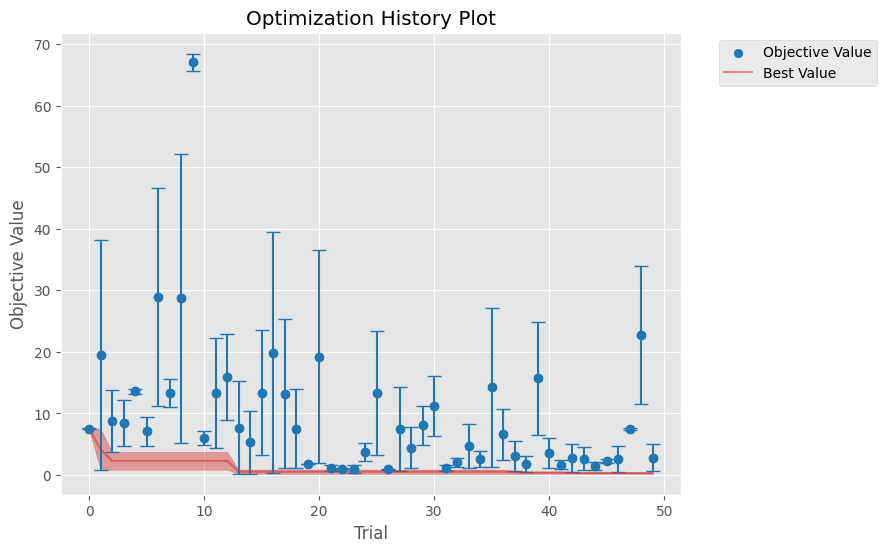 Optimization History Plot
Objective Value
Best Value
Objective Value
70
60
50
40
30
20
10
0
0 10 20 30 40 50
Trial